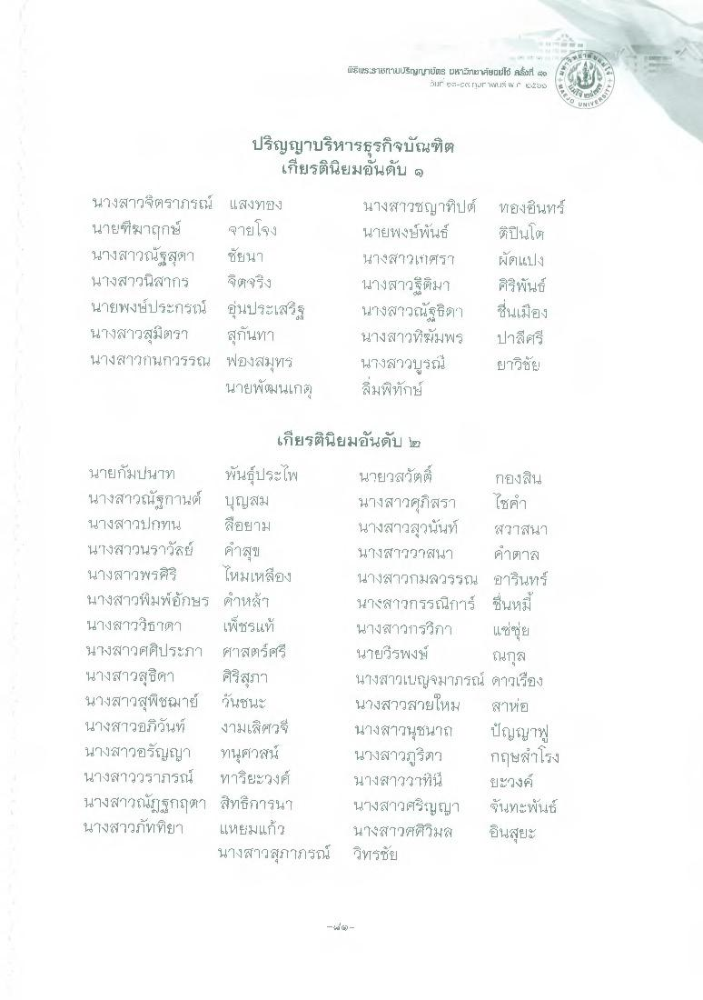 พิธีพระราชทานปริญญาบัตร มหาวิทยาลัยแม่โจ้ ครั้งที่ ๔๐
พ.ศ. ๒๕๖๑
มหาวิทยาลัยแม่โจ้
MAEJO UNIVERSITY
ปริญญาบริหารธุรกิจบัณฑิต
เกียรตินิยมอันดับ ๑
นางสาวจิตราภรณ์ แสงทอง นางสาวชญาทิปต์ ทองอินทร์
นายฑีฆาฤกษ์ จายโจง นายพงษ์พันธ์ ติปินโต
นางสาวณัฐสุดา ชัยนา นางสาวเกศรา ผัดแปง
นางสาวนิสากร จิตจริง นางสาวฐิติมา ศิริพันธ์
นายพงษ์ประกรณ์ อุ่นประเสริฐ นางสาวณัฐธิดา ชื่นเมือง
นางสาวสุมิตรา สุกันทา นางสาวทิฆัมพร ปาลีศรี
นางสาวกนกวรรณ ฟองสมุทร นางสาวบูรณี ยาวิชัย
นายพัฒนเกตุ ลิ่มพิทักษ์
เกียรตินิยมอันดับ ๒
นายกัมปนาท พันธุ์ประไพ นายวสวัตติ์ กองสิน
นางสาวณัฐกานต์ บุญสม นางสาวศุภิสรา ไชคำ
นางสาวปภทน สือยาม นางสาวสุวนันท์ สวาสนา
นางสาวนราวัลย์ คำสุข นางสาววาสนา คำตาล
นางสาวพรศิริ ไหมเหลือง นางสาวกมลวรรณ อารินทร์
นางสาวพิมพ์อักษร คำหล้า นางสาวกรรณิการ์ ชื่นหมี้
นางสาววิธาดา เพ็ชรแท้ นางสาวกรวิกา แซ่ซุ่ย
นางสาวศศิประภา ศาสตร์ศรี นายวีรพงษ์ ณกุล
นางสาวสุธิดา ศิริสุภา นางสาวเบญจมาภรณ์ ดาวเรือง
นางสาวสุพิชฌาย์ วันชนะ นางสาวสายใหม สาห่อ
นางสาวอภิวันท์ งามเลิศวจี นางสาวนุชนาถ ปัญญาฟู
นางสาวอรัญญา ทนุศวสน์ นางสาวภูริตา กฤษสำโรง
นางสาววราภรณ์ ทาริยะวงศ์ นางสาววาทินี ยะวงค์
นางสาวณัฎฐกฤตา สิทธิการนา นางสาวศริญญา จันทะพันธ์
นางสาวภัททิยา แหยมแก้ว นางสาวศศิวิมล อินสุยะ
นางสาวสุภาภรณ์ วิทรชัย
-๘๑-